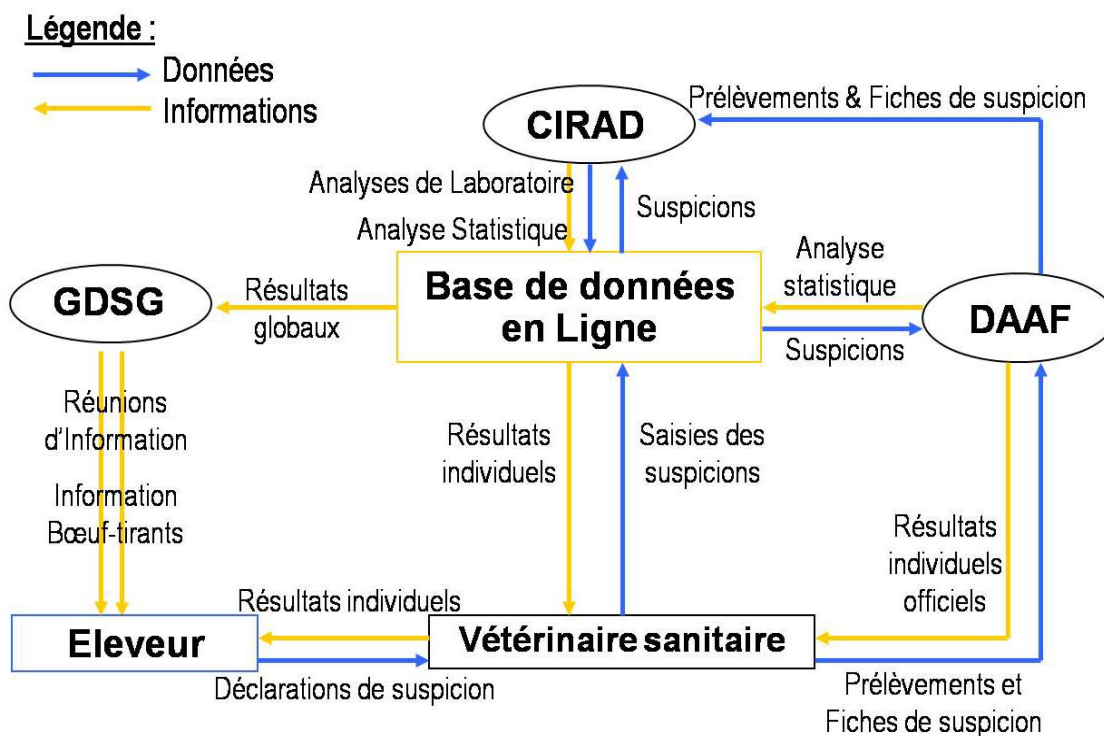 Légende :
Données
Informations
Prélèvements & Fiches de suspicion
CIRAD
Analyses de Laboratoire
Suspicions
Analyse Statistique
Analyse
statistique
GDSG
Résultats
globaux
Base de données
en Ligne
DAAF
Suspicions
Réunions
d'Information
Information
Bœuf-tirants
Résultats
individuels
Saisies des
suspicions
Résultats
individuels
officiels
Résultats individuels
Eleveur
Vétérinaire sanitaire
Déclarations de suspicion
Prélèvements et
Fiches de suspicion